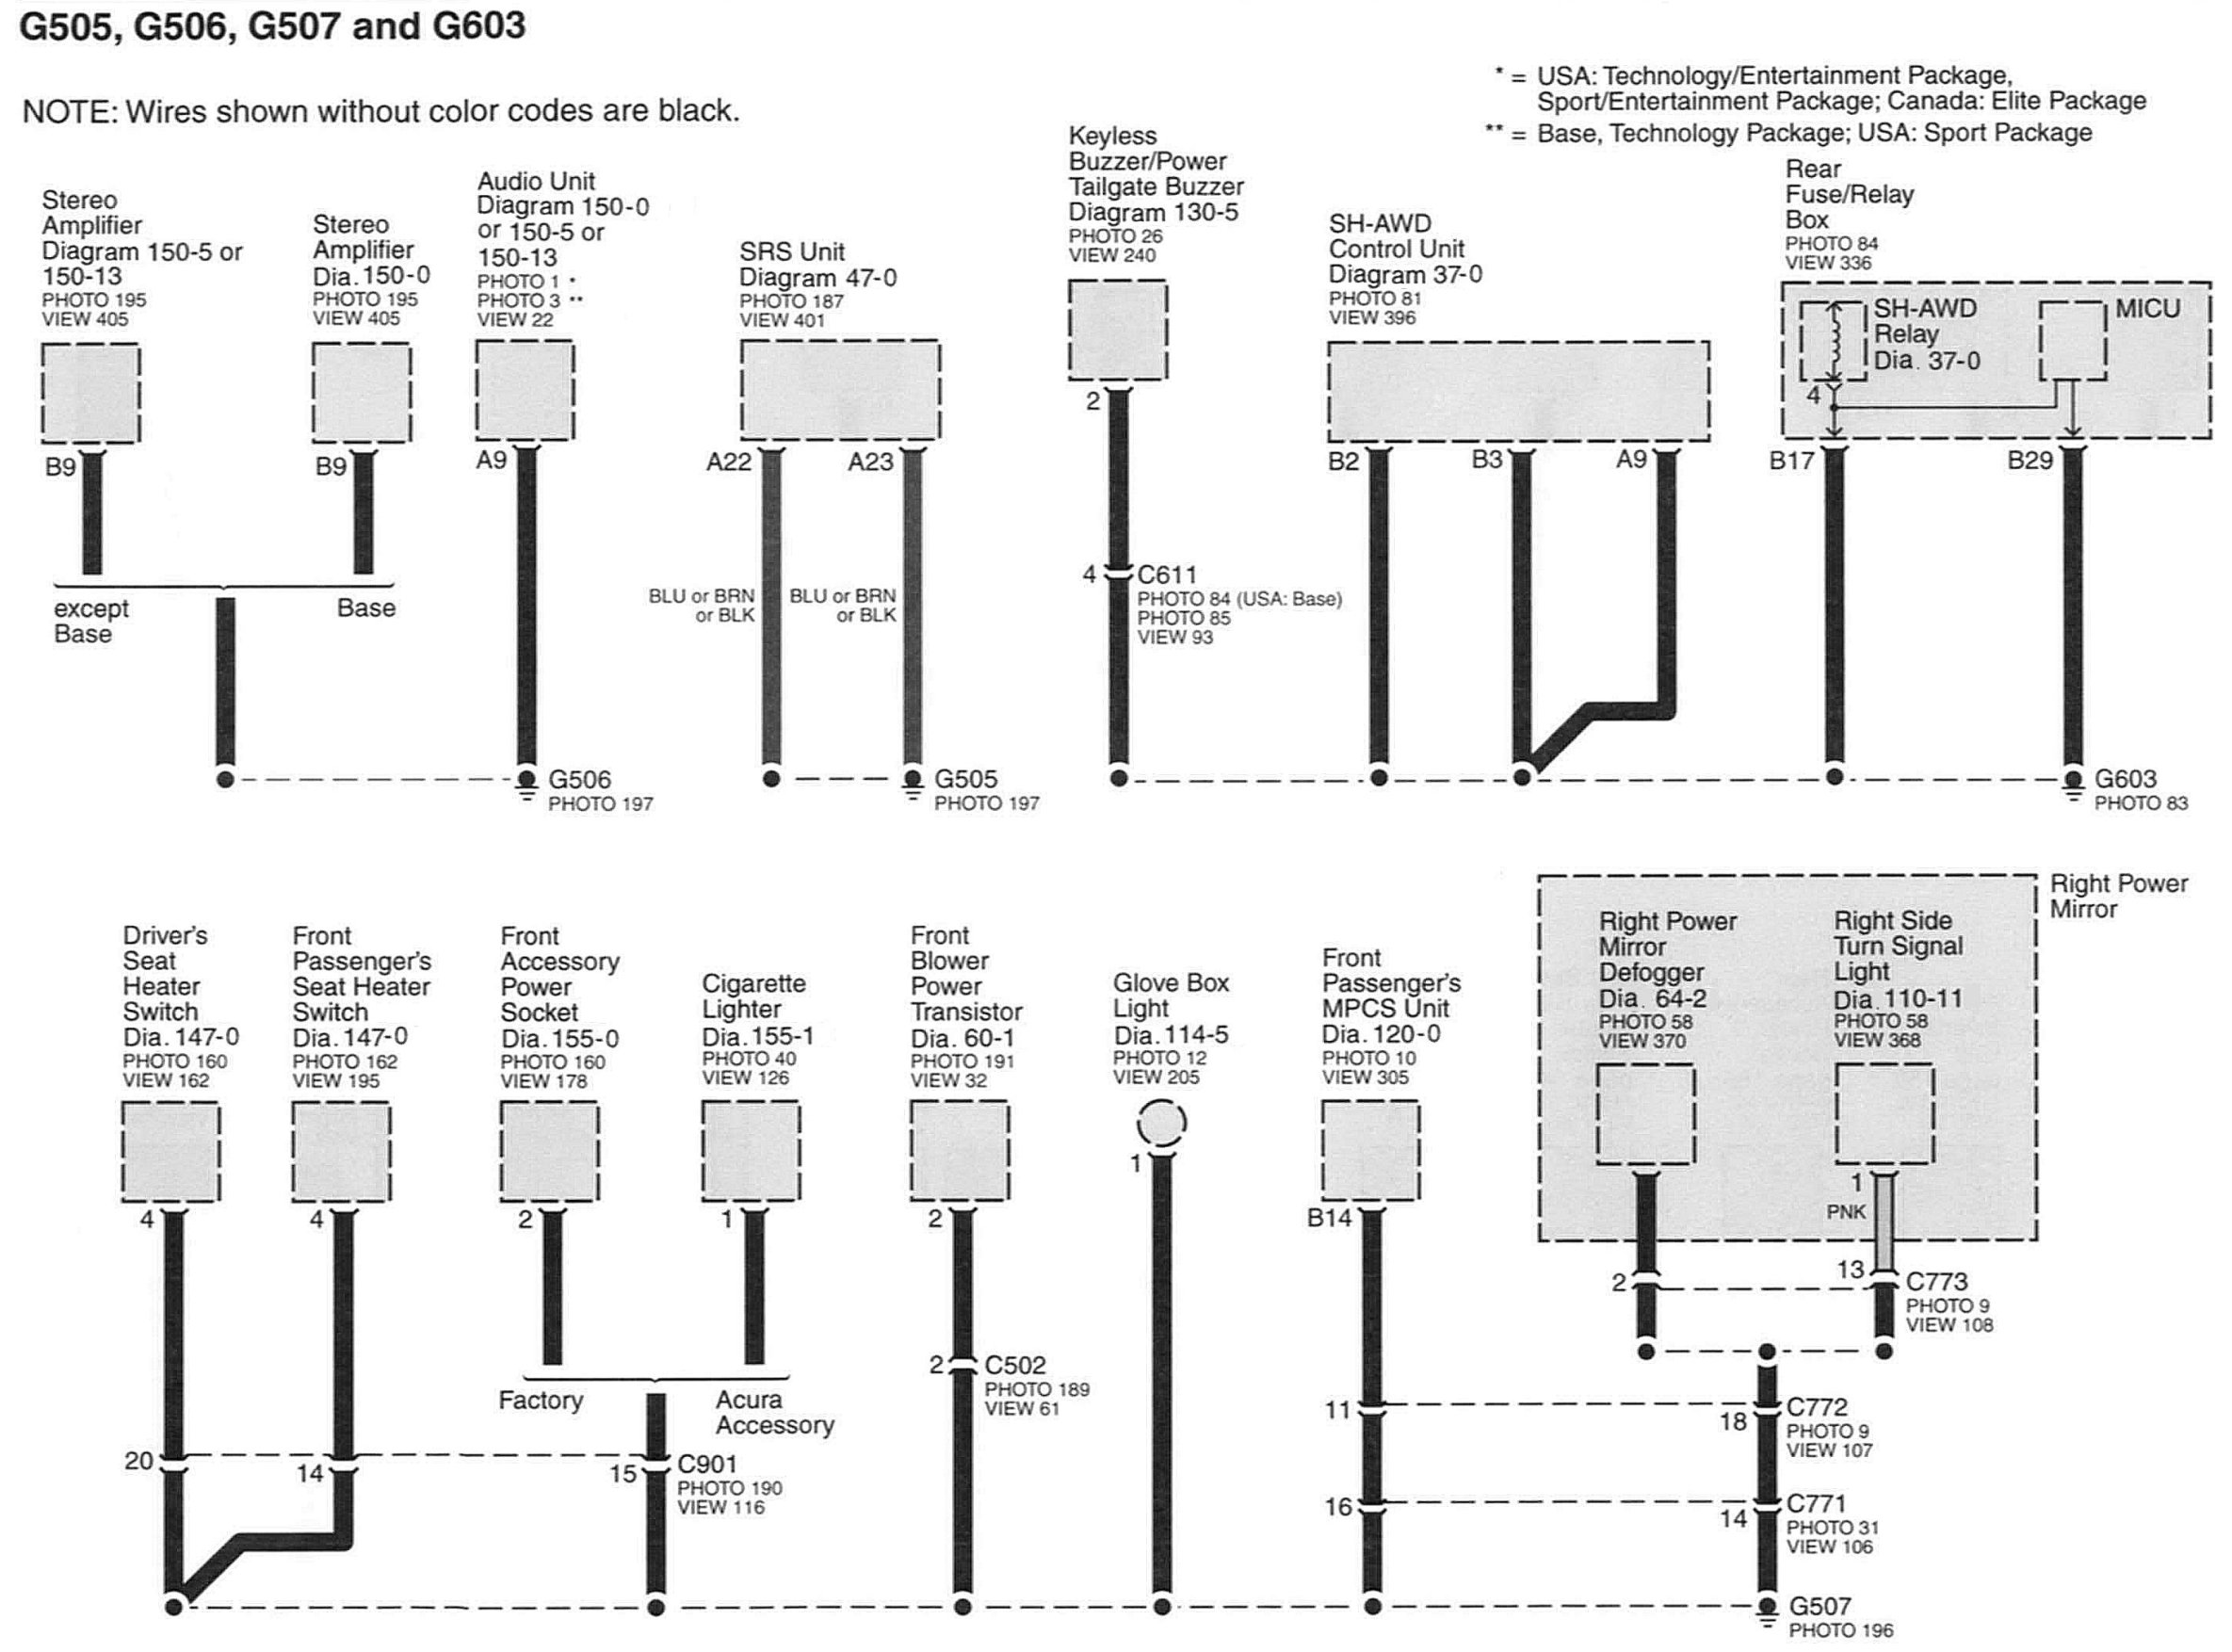 G505, G506, G507 and G603
NOTE: Wires shown without color codes are black.
* = USA: Technology/Entertainment Package,
Sport/Entertainment Package; Canada: Elite Package
** = Base, Technology Package; USA: Sport Package
Stereo
Amplifier
Diagram 150-5 or
150-13
PHOTO 195
VIEW 405
B9
Stereo
Amplifier
Dia. 150-0
PHOTO 195
VIEW 405
B9
except
Base
Base
Audio Unit
Diagram 150-0
or 150-5 or
150-13
PHOTO 1 *
PHOTO 3 **
VIEW 22
A9
G506
PHOTO 197
SRS Unit
Diagram 47-0
PHOTO 187
VIEW 401
A22
A23
BLU or BRN
or BLK
BLU or BRN
or BLK
G505
PHOTO 197
Keyless
Buzzer/Power
Tailgate Buzzer
Diagram 130-5
PHOTO 26
VIEW 240
2
4
C611
PHOTO 84 (USA: Base)
PHOTO 85
VIEW 93
SH-AWD
Control Unit
Diagram 37-0
PHOTO 81
VIEW 396
B2
B3
A9
Rear
Fuse/Relay
Box
PHOTO 84
VIEW 336
SH-AWD
Relay
Dia. 37-0
MICU
4
B17
B29
G603
PHOTO 83
Driver's
Seat
Heater
Switch
Dia. 147-0
PHOTO 160
VIEW 162
4
20
Front
Passenger's
Seat Heater
Switch
Dia. 147-0
PHOTO 162
VIEW 195
4
14
Front
Accessory
Power
Socket
Dia. 155-0
PHOTO 160
VIEW 178
2
Cigarette
Lighter
Dia. 155-1
PHOTO 40
VIEW 126
1
Factory
Acura
Accessory
15
C901
PHOTO 190
VIEW 116
Front
Blower
Power
Transistor
Dia. 60-1
PHOTO 191
VIEW 32
2
2
C502
PHOTO 189
VIEW 61
Glove Box
Light
Dia. 114-5
PHOTO 12
VIEW 205
1
Front
Passenger's
MPCS Unit
Dia. 120-0
PHOTO 10
VIEW 305
B14
11
16
Right Power
Mirror
Right Power
Mirror
Defogger
Dia. 64-2
PHOTO 58
VIEW 370
Right Side
Turn Signal
Light
Dia. 110-11
PHOTO 58
VIEW 368
1
PNK
2
13
C773
PHOTO 9
VIEW 108
18
C772
PHOTO 9
VIEW 107
14
C771
PHOTO 31
VIEW 106
G507
PHOTO 196